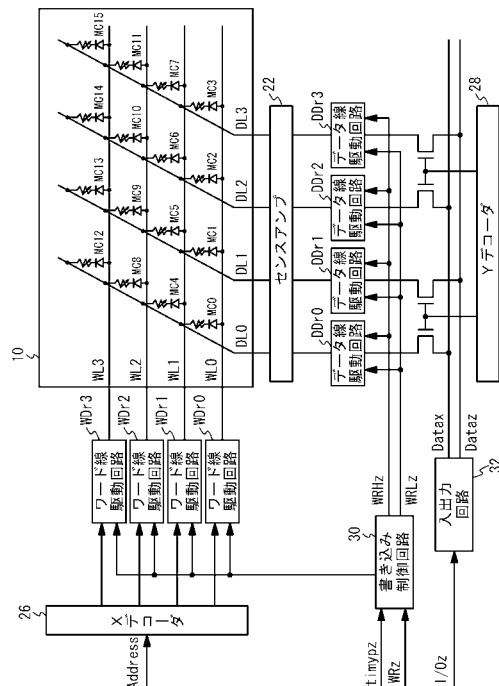 10
MC12
MC13
MC14
MC15
MC8
MC9
MC10
MC11
MC4
MC5
MC6
MC7
MC0
MC1
MC2
MC3
WL3
WL2
WL1
WL0
DL0
DL1
DL2
DL3
26
Xデコーダ
Address
WDr3
WDr2
WDr1
WDr0
ワード線
駆動回路
ワード線
駆動回路
ワード線
駆動回路
ワード線
駆動回路
22
センスアンプ
DDr0
DDr1
DDr2
DDr3
データ線
駆動回路
データ線
駆動回路
データ線
駆動回路
データ線
駆動回路
30
書き込み
制御回路
timypz
WRz
WRHz
WRLz
32
入出力
回路
I/Oz
Datax
Dataz
28
Yデコーダ